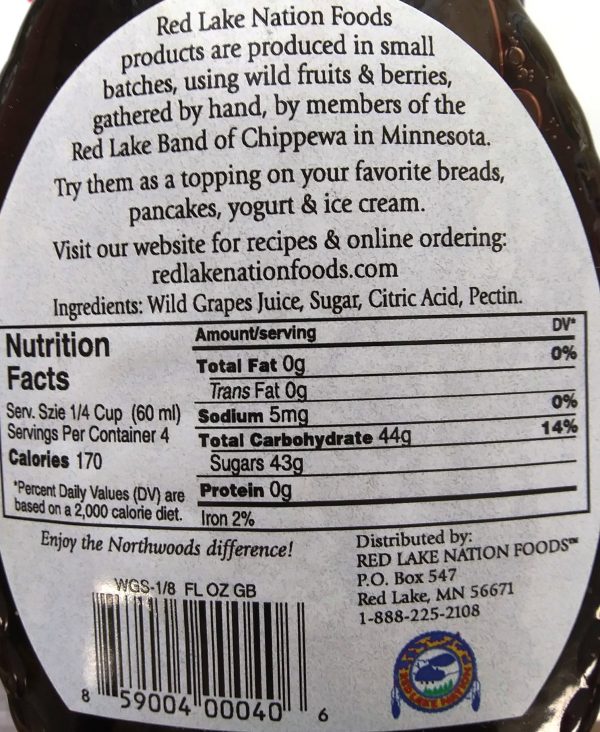 Red Lake Nation Foods
products are produced in small
batches, using wild fruits & berries,
gathered by hand, by members of the
Red Lake Band of Chippewa in Minnesota.
Try them as a topping on your favorite breads,
pancakes, yogurt & ice cream.
Visit our website for recipes & online ordering:
redlakenationfoods.com
Ingredients: Wild Grapes Juice, Sugar, Citric Acid, Pectin.
Nutrition
Facts
Serv. Szie 1/4 Cup (60 ml)
Servings Per Container 4
Calories 170
*Percent Daily Values (DV) are
based on a 2,000 calorie diet.
Amount/serving DV*
Total Fat 0g 0%
Trans Fat 0g
Sodium 5mg 0%
Total Carbohydrate 44g 14%
Sugars 43g
Protein 0g
Iron 2%
Enjoy the Northwoods difference!
WGS-1/8 FL OZ GB
8 59004 00040 6
Distributed by:
RED LAKE NATION FOODS™
P.O. Box 547
Red Lake, MN 56671
1-888-225-2108
RED LAKE NATION